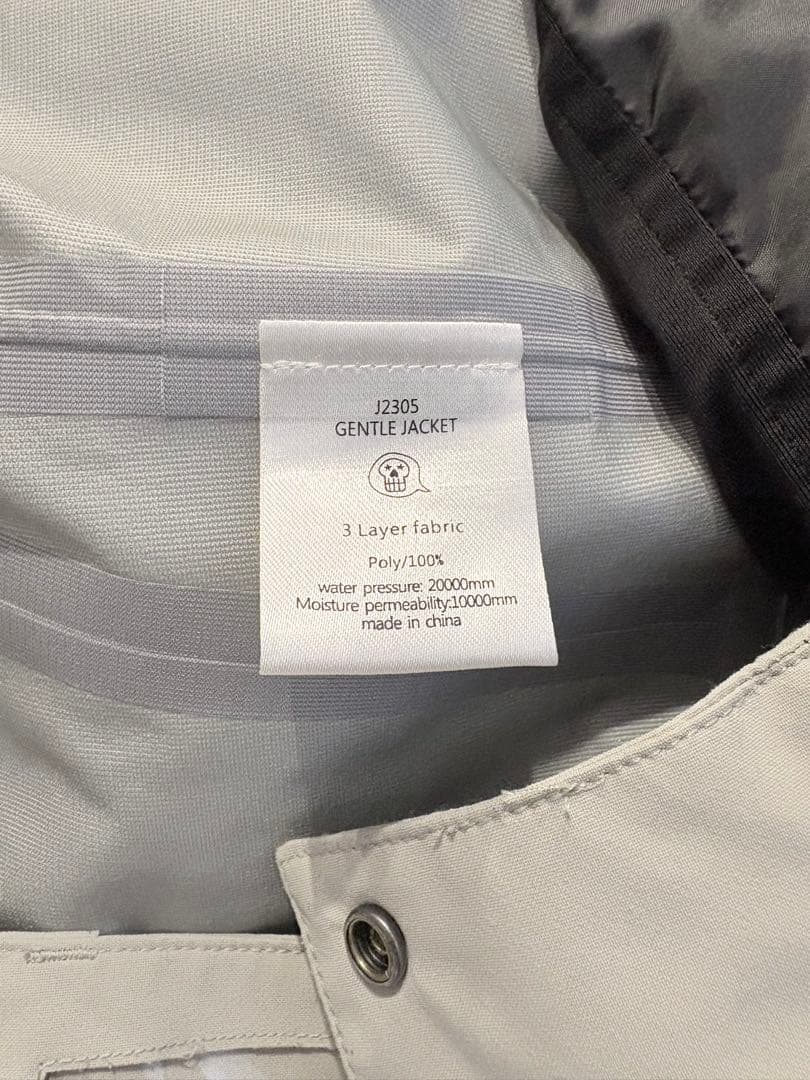 J2305
GENTLE JACKET
3 Layer fabric
Poly/100%
water pressure: 20000mm
Moisture permeability:10000mm
made in china